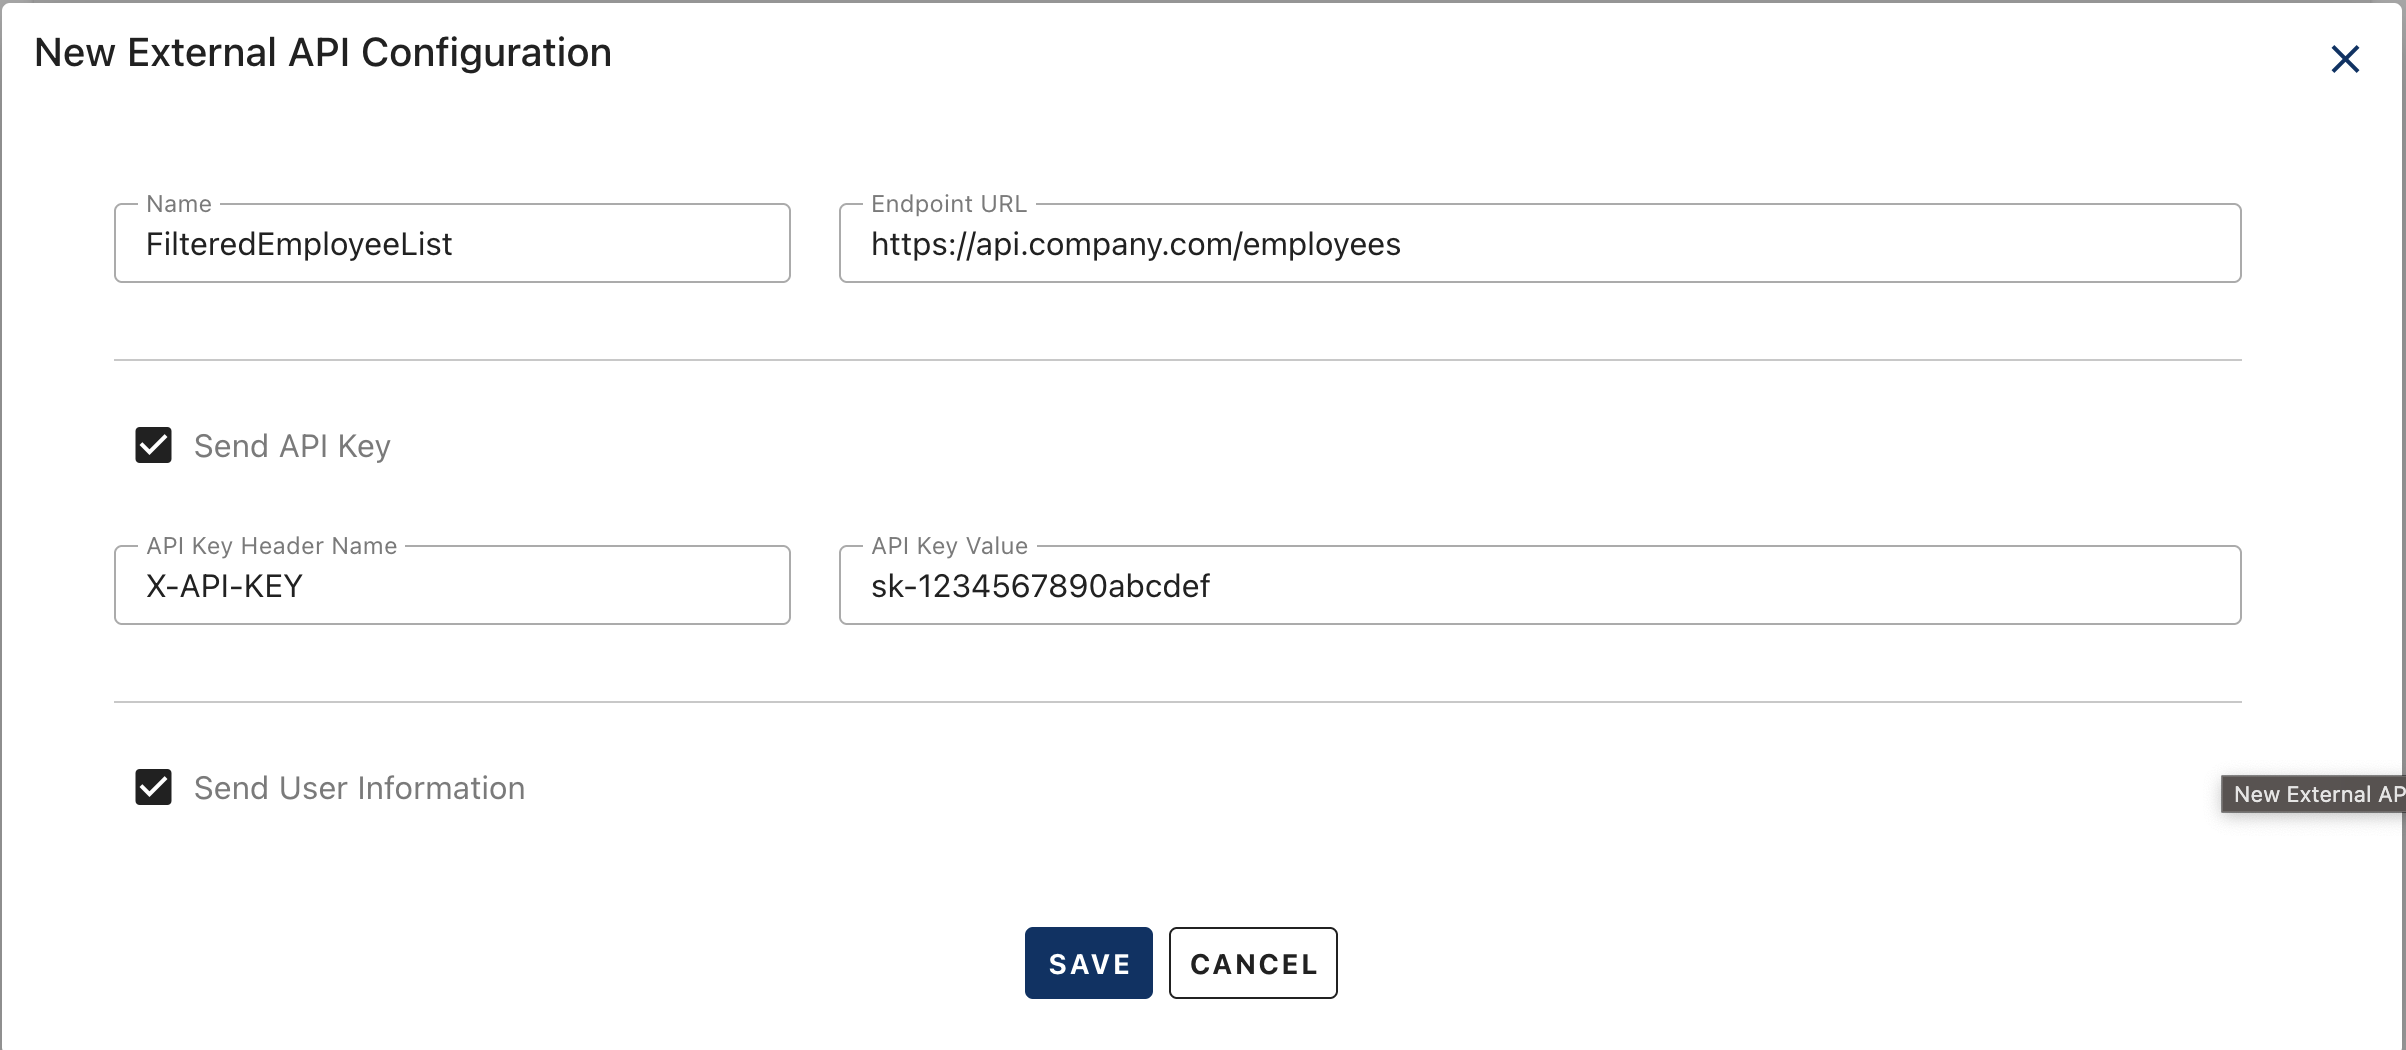 New External API Configuration
Name
FilteredEmployeeList
Endpoint URL
https://api.company.com/employees
Send API Key
API Key Header Name
X-API-KEY
API Key Value
sk-1234567890abcdef
Send User Information
New External AP
SAVE
CANCEL